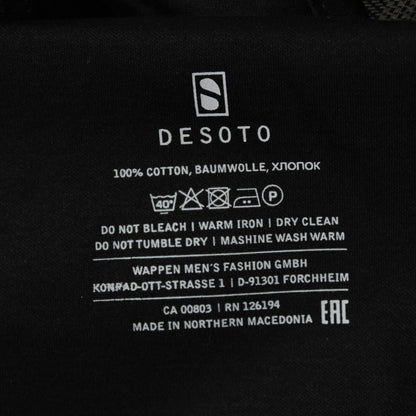 DESOTO
100% COTTON, BAUMWOLLE, ХЛОПОК
40° P
DO NOT BLEACH | WARM IRON | DRY CLEAN
DO NOT TUMBLE DRY | MASHINE WASH WARM
WAPPEN MEN'S FASHION GMBH
KONRAD-OTT-STRASSE 1 | D-91301 FORCHHEIM
CA 00803 | RN 126194
MADE IN NORTHERN MACEDONIA EAC